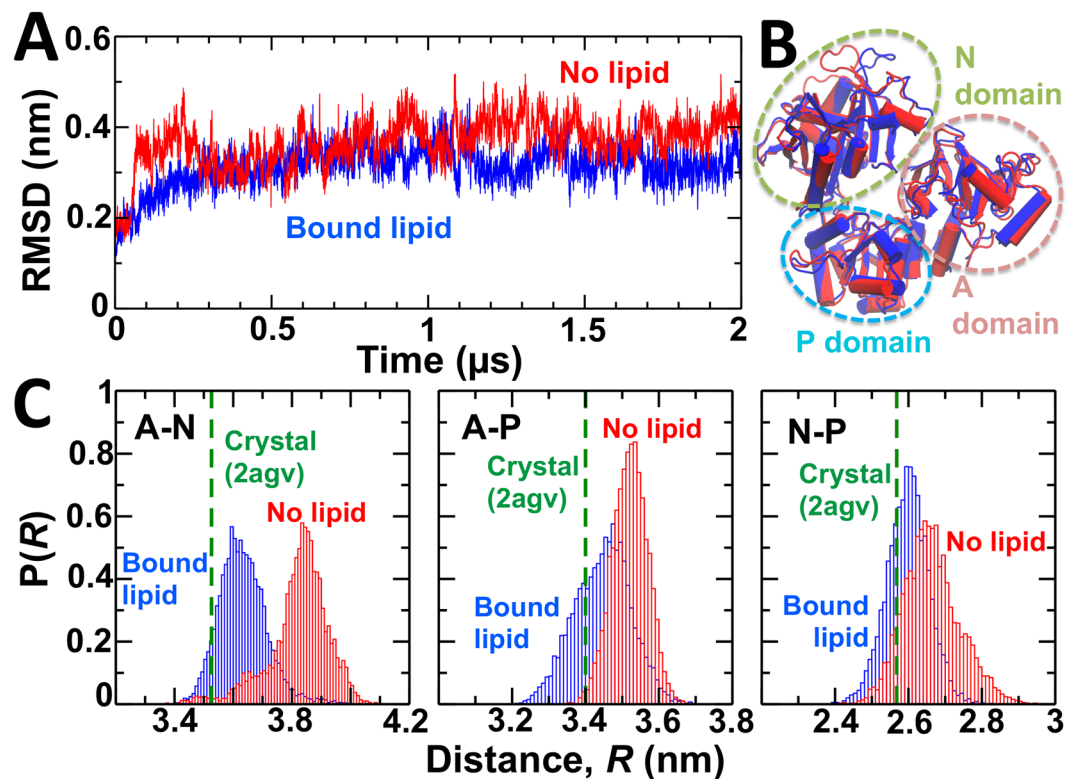 A
0.6
0.4
0.2
0
RMSD (nm)
No lipid
Bound lipid
0
0.5
1
1.5
2
Time (µs)
B
N
domain
A
domain
P domain
C
1
0.8
0.6
0.4
0.2
0
P(R)
A-N
Crystal
(2agv)
No lipid
Bound
lipid
3.4
3.8
4.2
A-P
No lipid
Crystal
(2agv)
Bound
lipid
3
3.2
3.4
3.6
3.8
N-P
Crystal
(2agv)
No lipid
Bound
lipid
2.4
2.6
2.8
3
Distance, R (nm)